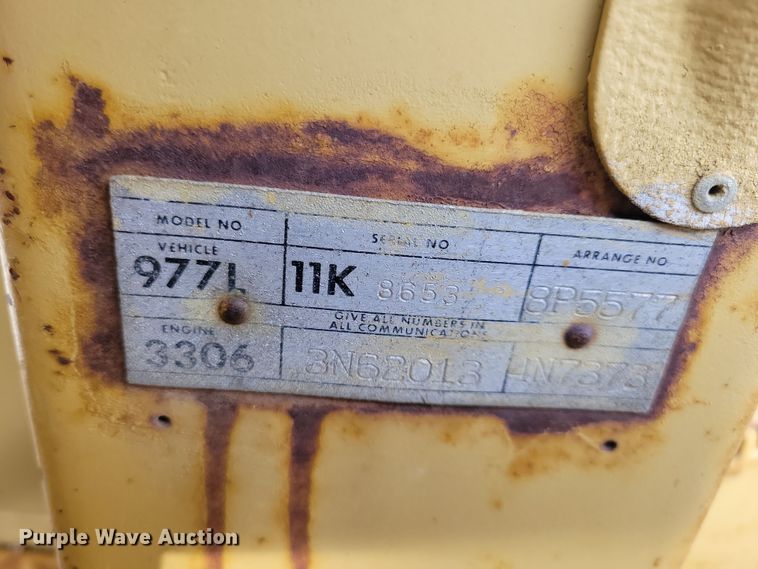 MODEL NO SERIAL NO ARRANGE NO
VEHICLE
977L 11K 8653 8P5577
GIVE ALL NUMBERS IN
ALL COMMUNICATIONS
ENGINE
3306 3N62013 4N7373
Purple Wave Auction